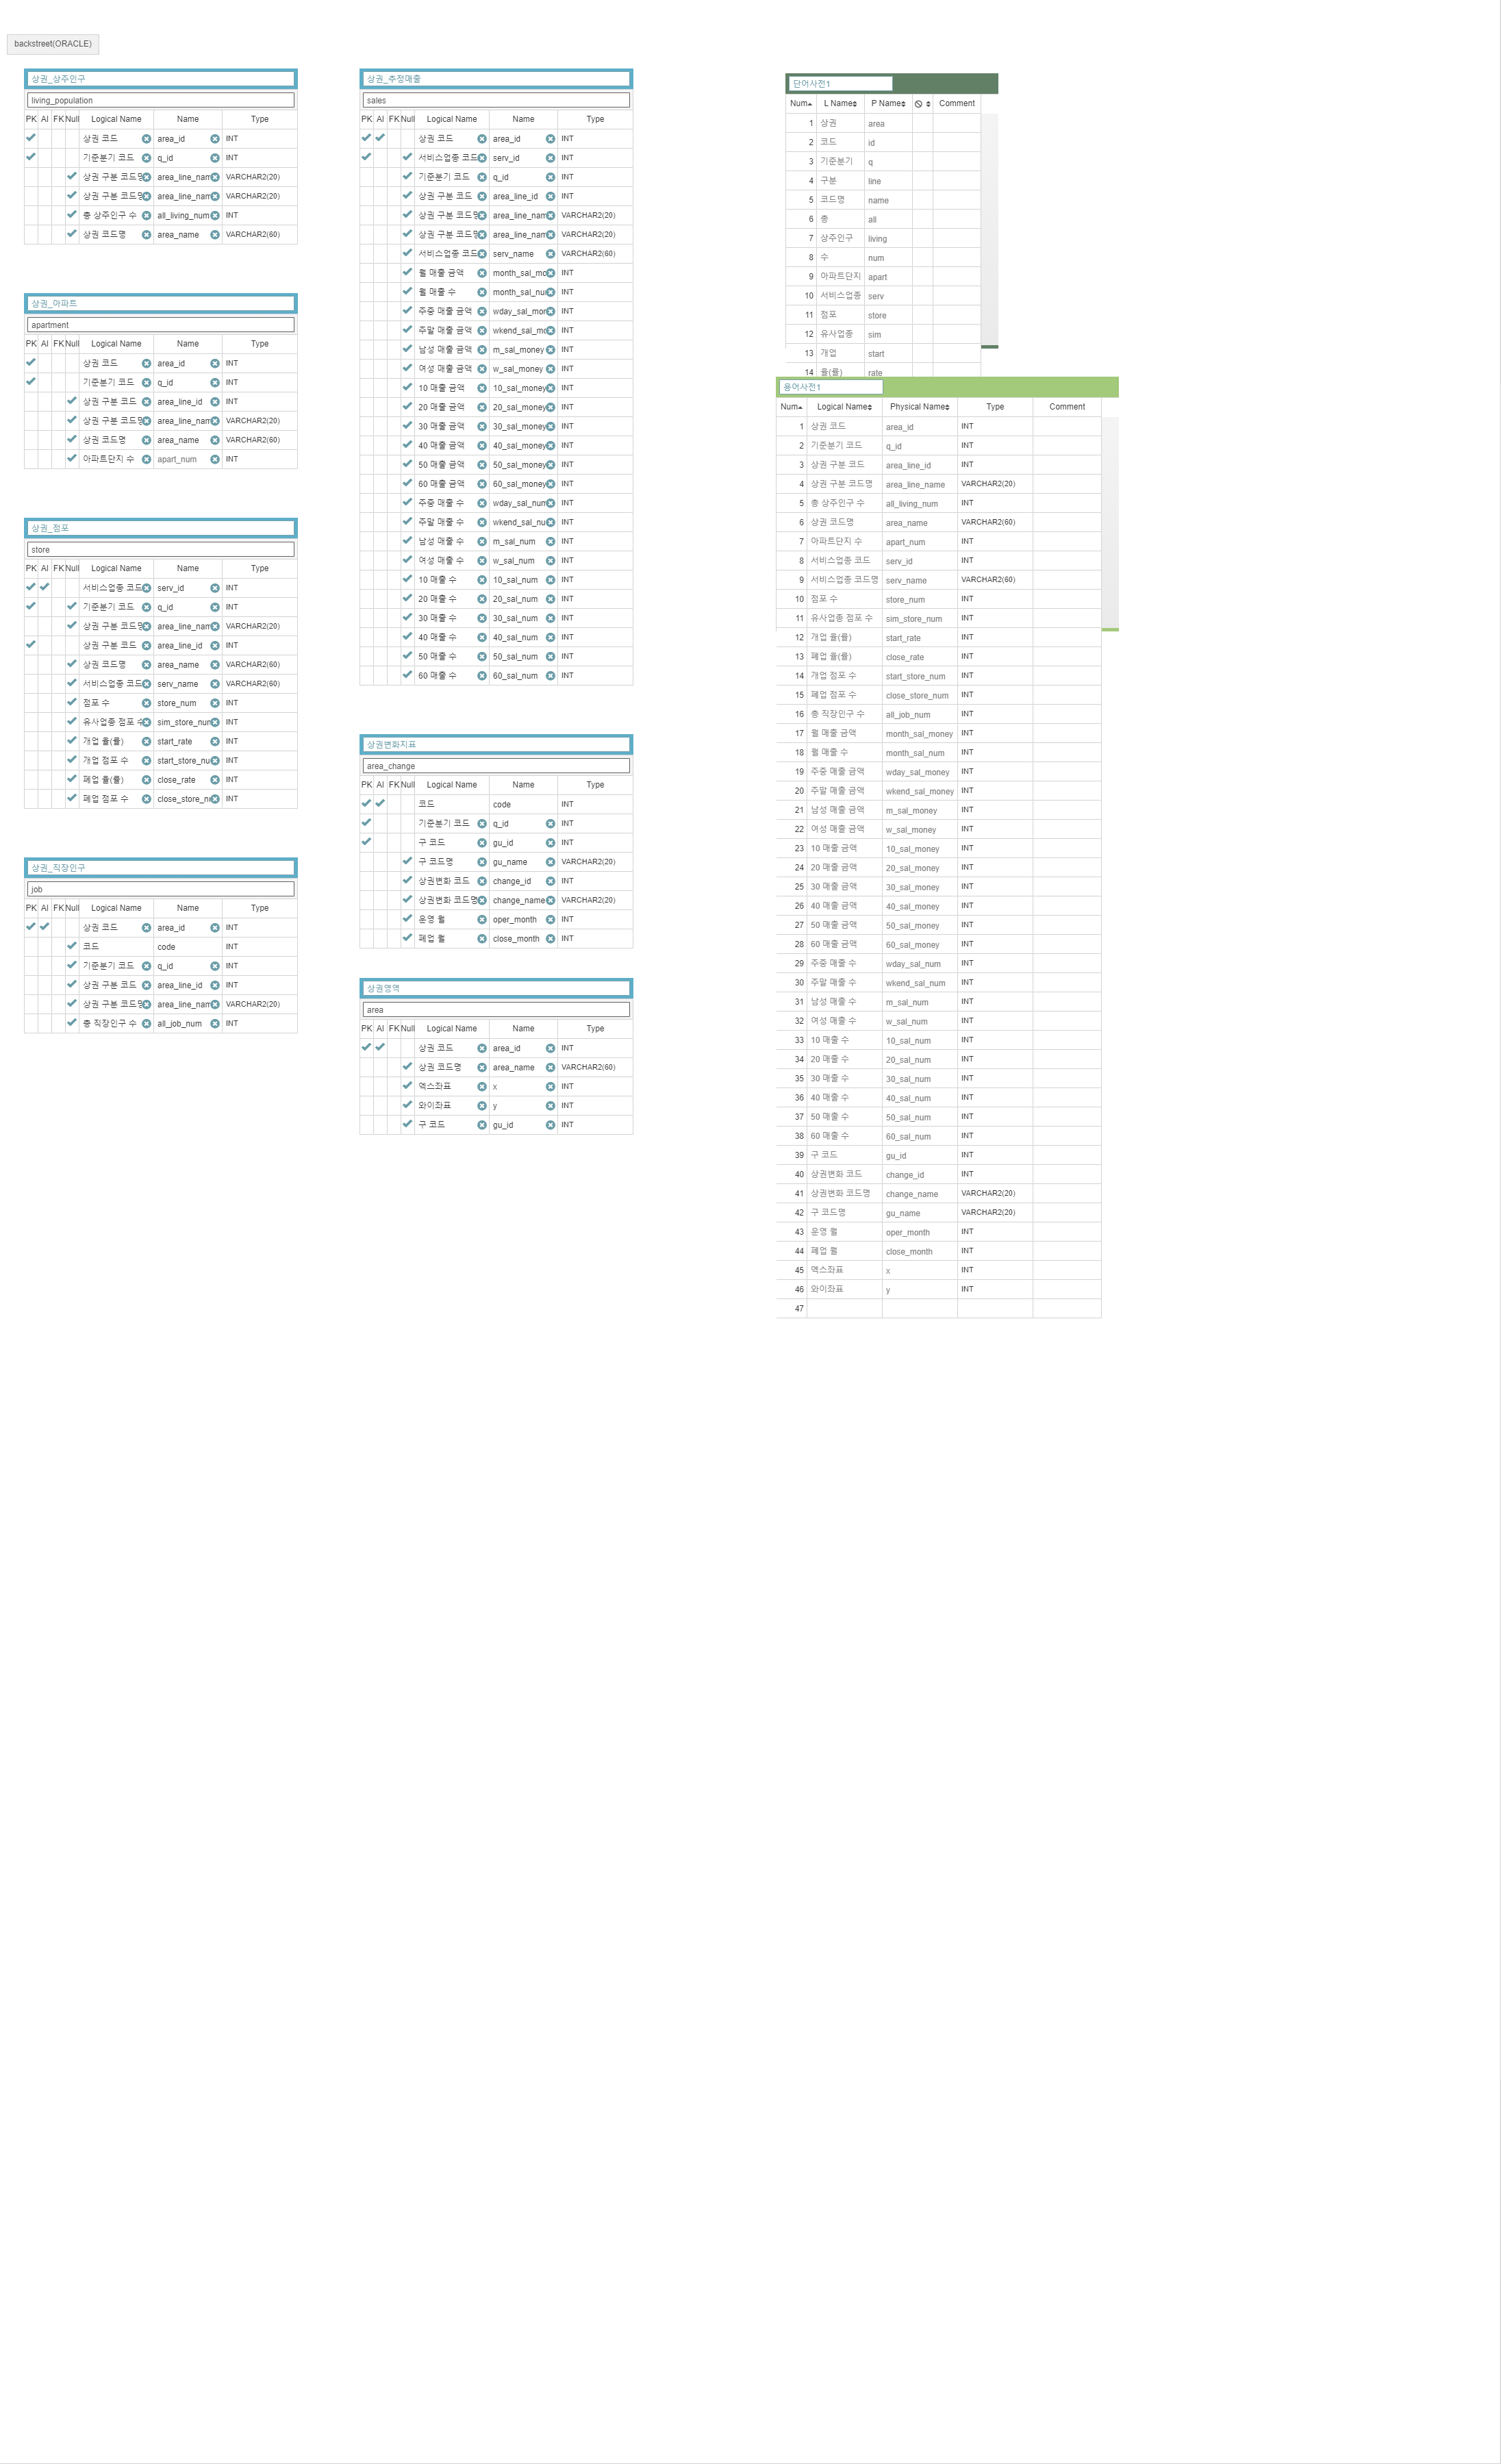 backstreet(ORACLE)
상권_상주인구
living_population
PK AI FK Null Logical Name Name Type
상권 코드 area_id INT
기준분기 코드 q_id INT
상권 구분 코드명 area_line_nam VARCHAR2(20)
상권 구분 코드명 area_line_nam VARCHAR2(20)
총 상주인구 수 all_living_num INT
상권 코드명 area_name VARCHAR2(60)
상권_아파트
apartment
PK AI FK Null Logical Name Name Type
상권 코드 area_id INT
기준분기 코드 q_id INT
상권 구분 코드 area_line_id INT
상권 구분 코드명 area_line_nam VARCHAR2(20)
상권 코드명 area_name VARCHAR2(60)
아파트단지 수 apart_num INT
상권_점포
store
PK AI FK Null Logical Name Name Type
서비스업종 코드 serv_id INT
기준분기 코드 q_id INT
상권 구분 코드명 area_line_nam VARCHAR2(20)
상권 구분 코드 area_line_id INT
상권 코드명 area_name VARCHAR2(60)
서비스업종 코드 serv_name VARCHAR2(60)
점포 수 store_num INT
유사업종 점포 수 sim_store_num INT
개업 율(률) start_rate INT
개업 점포 수 start_store_nu INT
폐업 율(률) close_rate INT
폐업 점포 수 close_store_n INT
상권_직장인구
job
PK AI FK Null Logical Name Name Type
상권 코드 area_id INT
코드 code INT
기준분기 코드 q_id INT
상권 구분 코드 area_line_id INT
상권 구분 코드명 area_line_nam VARCHAR2(20)
총 직장인구 수 all_job_num INT
상권_추정매출
sales
PK AI FK Null Logical Name Name Type
상권 코드 area_id INT
서비스업종 코드 serv_id INT
기준분기 코드 q_id INT
상권 구분 코드 area_line_id INT
상권 구분 코드명 area_line_nam VARCHAR2(20)
상권 구분 코드명 area_line_nam VARCHAR2(20)
서비스업종 코드 serv_name VARCHAR2(60)
월 매출 금액 month_sal_mo INT
월 매출 수 month_sal_nu INT
주중 매출 금액 wday_sal_mon INT
주말 매출 금액 wkend_sal_mo INT
남성 매출 금액 m_sal_money INT
여성 매출 금액 w_sal_money INT
10 매출 금액 10_sal_money INT
20 매출 금액 20_sal_money INT
30 매출 금액 30_sal_money INT
40 매출 금액 40_sal_money INT
50 매출 금액 50_sal_money INT
60 매출 금액 60_sal_money INT
주중 매출 수 wday_sal_num INT
주말 매출 수 wkend_sal_nu INT
남성 매출 수 m_sal_num INT
여성 매출 수 w_sal_num INT
10 매출 수 10_sal_num INT
20 매출 수 20_sal_num INT
30 매출 수 30_sal_num INT
40 매출 수 40_sal_num INT
50 매출 수 50_sal_num INT
60 매출 수 60_sal_num INT
상권변화지표
area_change
PK AI FK Null Logical Name Name Type
코드 code INT
기준분기 코드 q_id INT
구 코드 gu_id INT
구 코드명 gu_name VARCHAR2(20)
상권변화 코드 change_id INT
상권변화 코드명 change_name VARCHAR2(20)
운영 월 oper_month INT
폐업 월 close_month INT
상권영역
area
PK AI FK Null Logical Name Name Type
상권 코드 area_id INT
상권 코드명 area_name VARCHAR2(60)
엑스좌표 x INT
와이좌표 y INT
구 코드 gu_id INT
단어사전1
Num L Name P Name Comment
1 상권 area
2 코드 id
3 기준분기 q
4 구분 line
5 코드명 name
6 총 all
7 상주인구 living
8 수 num
9 아파트단지 apart
10 서비스업종 serv
11 점포 store
12 유사업종 sim
13 개업 start
14 율(률) rate
용어사전1
Num Logical Name Physical Name Type Comment
1 상권 코드 area_id INT
2 기준분기 코드 q_id INT
3 상권 구분 코드 area_line_id INT
4 상권 구분 코드명 area_line_name VARCHAR2(20)
5 총 상주인구 수 all_living_num INT
6 상권 코드명 area_name VARCHAR2(60)
7 아파트단지 수 apart_num INT
8 서비스업종 코드 serv_id INT
9 서비스업종 코드명 serv_name VARCHAR2(60)
10 점포 수 store_num INT
11 유사업종 점포 수 sim_store_num INT
12 개업 율(률) start_rate INT
13 폐업 율(률) close_rate INT
14 개업 점포 수 start_store_num INT
15 폐업 점포 수 close_store_num INT
16 총 직장인구 수 all_job_num INT
17 월 매출 금액 month_sal_money INT
18 월 매출 수 month_sal_num INT
19 주중 매출 금액 wday_sal_money INT
20 주말 매출 금액 wkend_sal_money INT
21 남성 매출 금액 m_sal_money INT
22 여성 매출 금액 w_sal_money INT
23 10 매출 금액 10_sal_money INT
24 20 매출 금액 20_sal_money INT
25 30 매출 금액 30_sal_money INT
26 40 매출 금액 40_sal_money INT
27 50 매출 금액 50_sal_money INT
28 60 매출 금액 60_sal_money INT
29 주중 매출 수 wday_sal_num INT
30 주말 매출 수 wkend_sal_num INT
31 남성 매출 수 m_sal_num INT
32 여성 매출 수 w_sal_num INT
33 10 매출 수 10_sal_num INT
34 20 매출 수 20_sal_num INT
35 30 매출 수 30_sal_num INT
36 40 매출 수 40_sal_num INT
37 50 매출 수 50_sal_num INT
38 60 매출 수 60_sal_num INT
39 구 코드 gu_id INT
40 상권변화 코드 change_id INT
41 상권변화 코드명 change_name VARCHAR2(20)
42 구 코드명 gu_name VARCHAR2(20)
43 운영 월 oper_month INT
44 폐업 월 close_month INT
45 엑스좌표 x INT
46 와이좌표 y INT
47